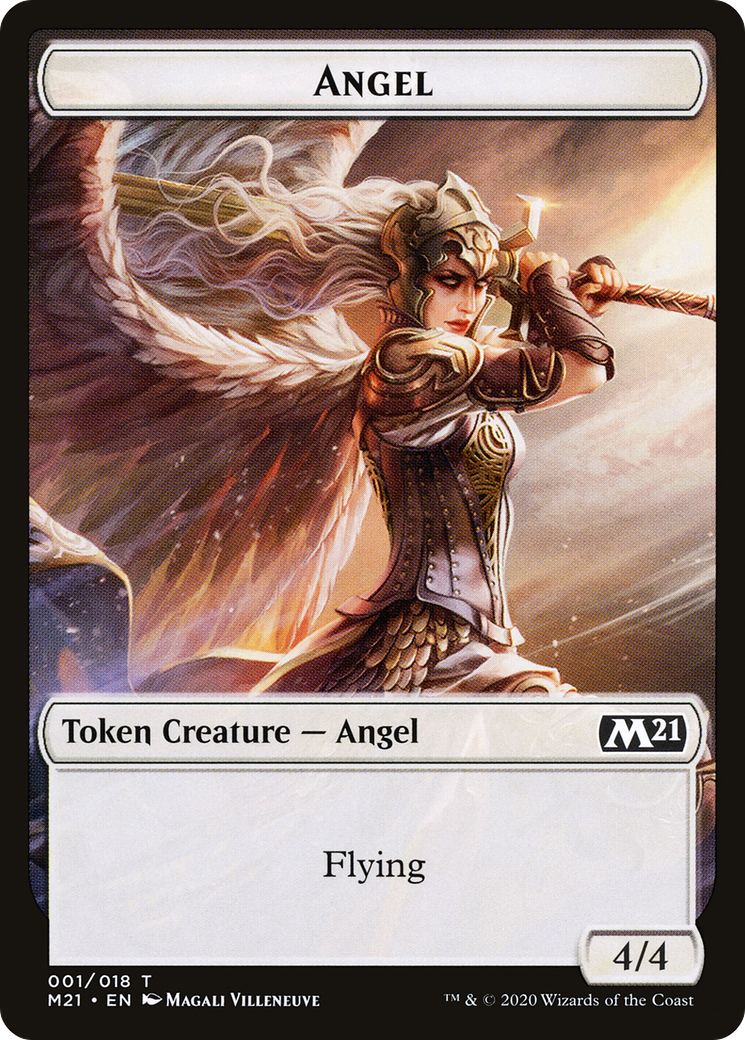 ANGEL
Token Creature — Angel
M21
Flying
4/4
001/018 T
M21 • EN MAGALI VILLENEUVE
™ & © 2020 Wizards of the Coast